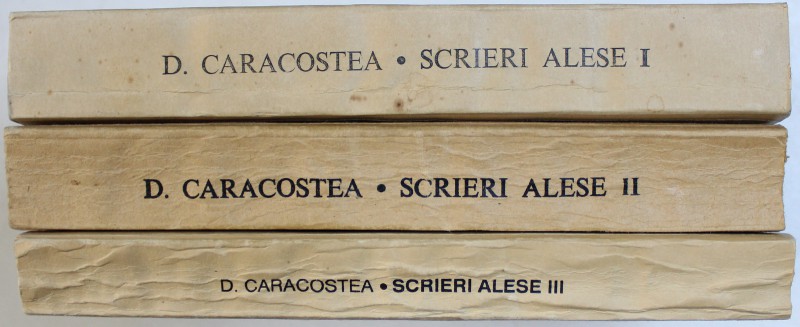 D. CARACOSTEA • SCRIERI ALESE I
D. CARACOSTEA • SCRIERI ALESE II
D. CARACOSTEA • SCRIERI ALESE III